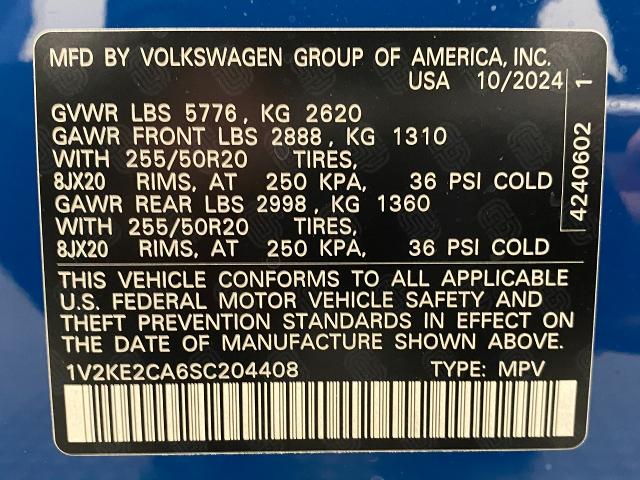 MFD BY VOLKSWAGEN GROUP OF AMERICA, INC.
USA 10/2024
GVWR LBS 5776, KG 2620
GAWR FRONT LBS 2888, KG 1310
WITH 255/50R20 TIRES,
8JX20 RIMS, AT 250 KPA, 36 PSI COLD
GAWR REAR LBS 2998, KG 1360
WITH 255/50R20 TIRES,
8JX20 RIMS, AT 250 KPA, 36 PSI COLD
4240602 1
THIS VEHICLE CONFORMS TO ALL APPLICABLE
U.S. FEDERAL MOTOR VEHICLE SAFETY AND
THEFT PREVENTION STANDARDS IN EFFECT ON
THE DATE OF MANUFACTURE SHOWN ABOVE.
1V2KE2CA6SC204408 TYPE: MPV